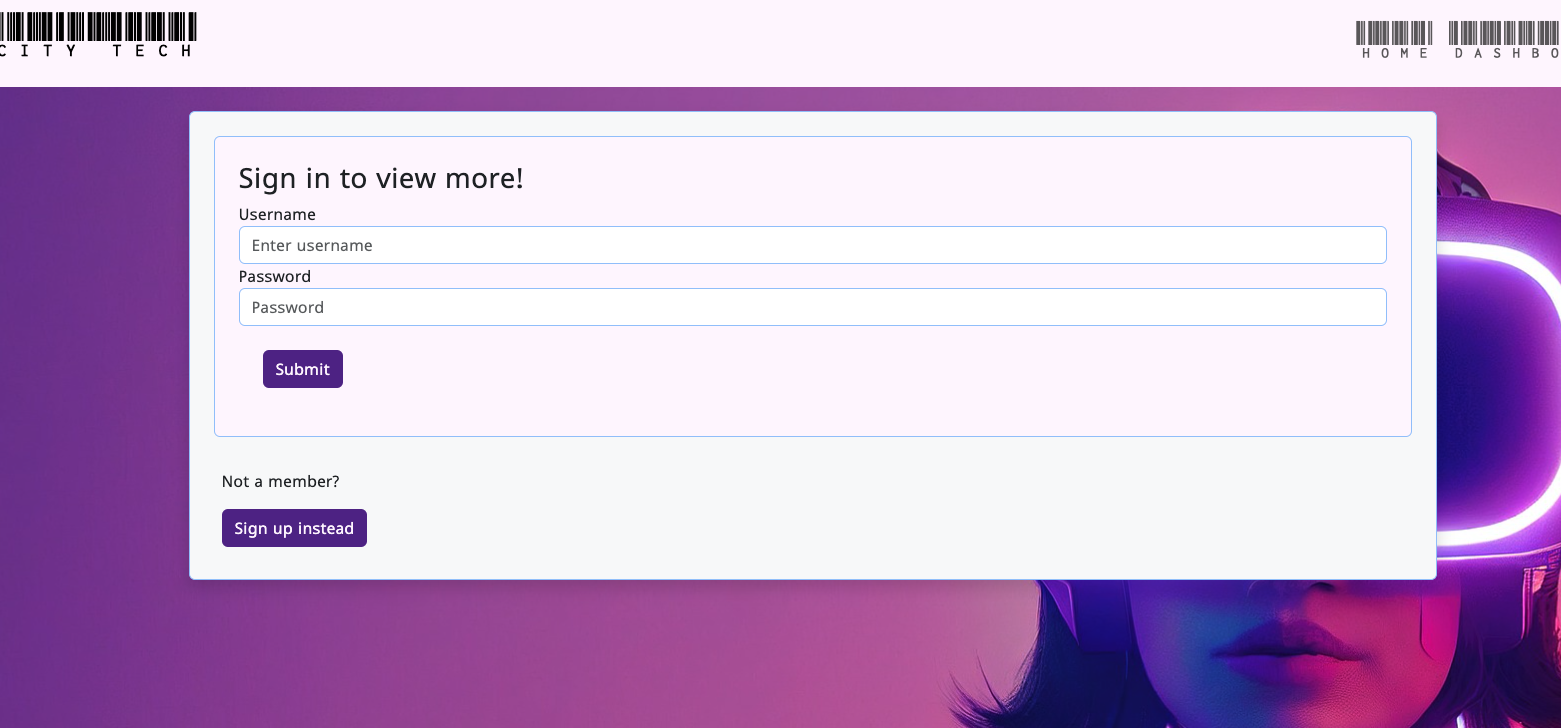 CITY TECH
HOME DASHBO
Sign in to view more!
Username
Enter username
Password
Password
Submit
Not a member?
Sign up instead